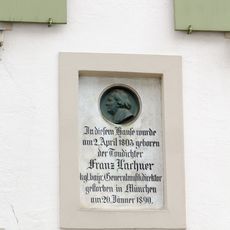 In diesem Hause wurde
am 2. April 1803 geboren
der Tondichter
Franz Lachner
kgl. bayr. Generalmusikdirektor
gestorben in München
am 20. Jänner 1890.